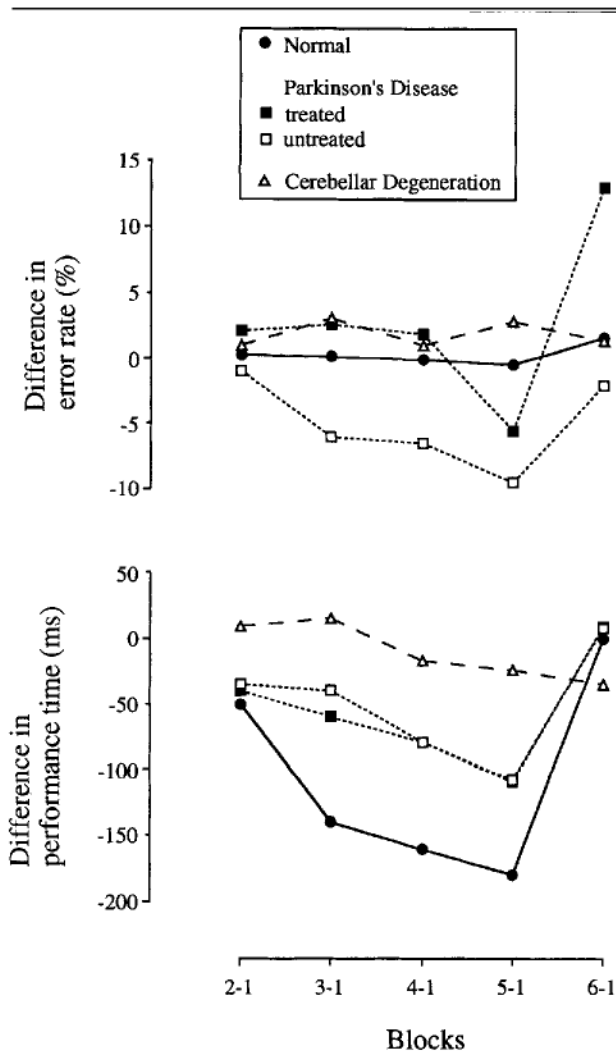 Normal
Parkinson's Disease
treated
untreated
Cerebellar Degeneration
15
10
5
0
-5
-10
Difference in
error rate (%)
50
0
-50
-100
-150
-200
Difference in
performance time (ms)
2-1 3-1 4-1 5-1 6-1
Blocks